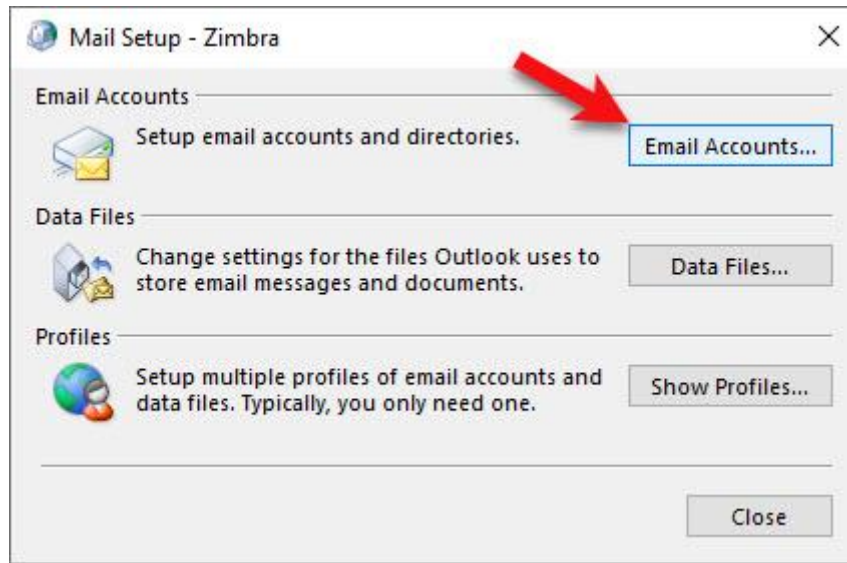 Mail Setup - Zimbra
Email Accounts
Setup email accounts and directories.
Email Accounts...
Data Files
Change settings for the files Outlook uses to
store email messages and documents.
Data Files...
Profiles
Setup multiple profiles of email accounts and
data files. Typically, you only need one.
Show Profiles...
Close